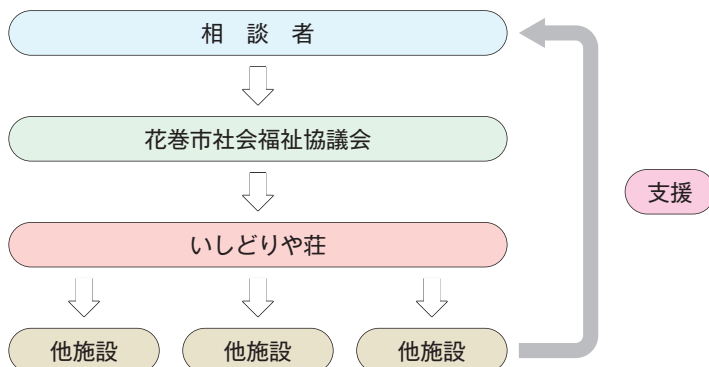 相 談 者
花巻市社会福祉協議会
支援
いしどりや荘
他施設 他施設 他施設